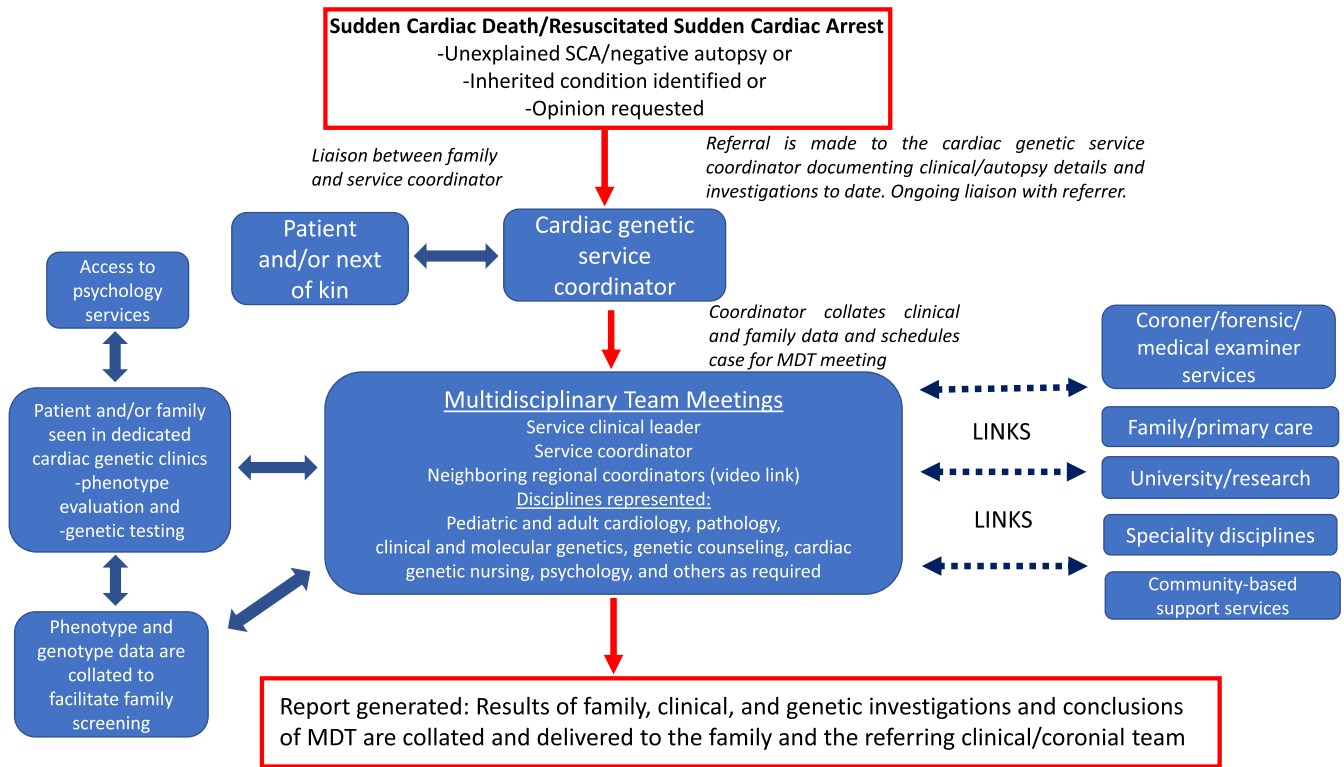 Sudden Cardiac Death/Resuscitated Sudden Cardiac Arrest
-Unexplained SCA/negative autopsy or
-Inherited condition identified or
-Opinion requested
Liaison between family
and service coordinator
Referral is made to the cardiac genetic service
coordinator documenting clinical/autopsy details and
investigations to date. Ongoing liaison with referrer.
Patient
and/or next
of kin
Cardiac genetic
service
coordinator
Access to
psychology
services
Coordinator collates clinical
and family data and schedules
case for MDT meeting
Coroner/forensic/
medical examiner
services
Patient and/or family
seen in dedicated
cardiac genetic clinics
-phenotype
evaluation and
-genetic testing
Multidisciplinary Team Meetings
Service clinical leader
Service coordinator
Neighboring regional coordinators (video link)
Disciplines represented:
Pediatric and adult cardiology, pathology,
clinical and molecular genetics, genetic counseling, cardiac
genetic nursing, psychology, and others as required
LINKS
LINKS
Family/primary care
University/research
Speciality disciplines
Community-based
support services
Phenotype and
genotype data are
collated to
facilitate family
screening
Report generated: Results of family, clinical, and genetic investigations and conclusions
of MDT are collated and delivered to the family and the referring clinical/coronial team